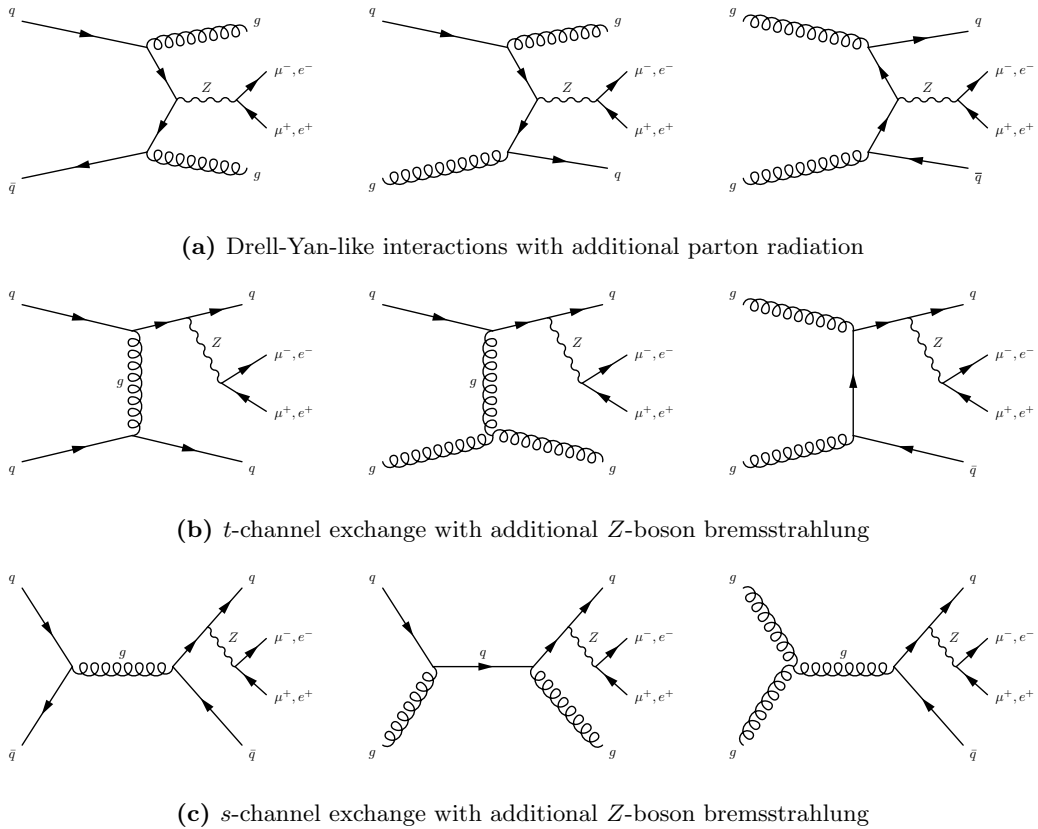 q g q g g q
Z μ⁻, e⁻ Z μ⁻, e⁻ Z μ⁻, e⁻
μ⁺, e⁺ μ⁺, e⁺ μ⁺, e⁺
q̄ g g q g q̄
(a) Drell-Yan-like interactions with additional parton radiation
q q q q g q
Z Z Z
g μ⁻, e⁻ g μ⁻, e⁻ μ⁻, e⁻
μ⁺, e⁺ μ⁺, e⁺ μ⁺, e⁺
q q g g g q̄
(b) t-channel exchange with additional Z-boson bremsstrahlung
q q q g g q
Z μ⁻, e⁻ Z μ⁻, e⁻ Z μ⁻, e⁻
g q g
μ⁺, e⁺ μ⁺, e⁺ μ⁺, e⁺
q̄ q̄ g g q̄
(c) s-channel exchange with additional Z-boson bremsstrahlung